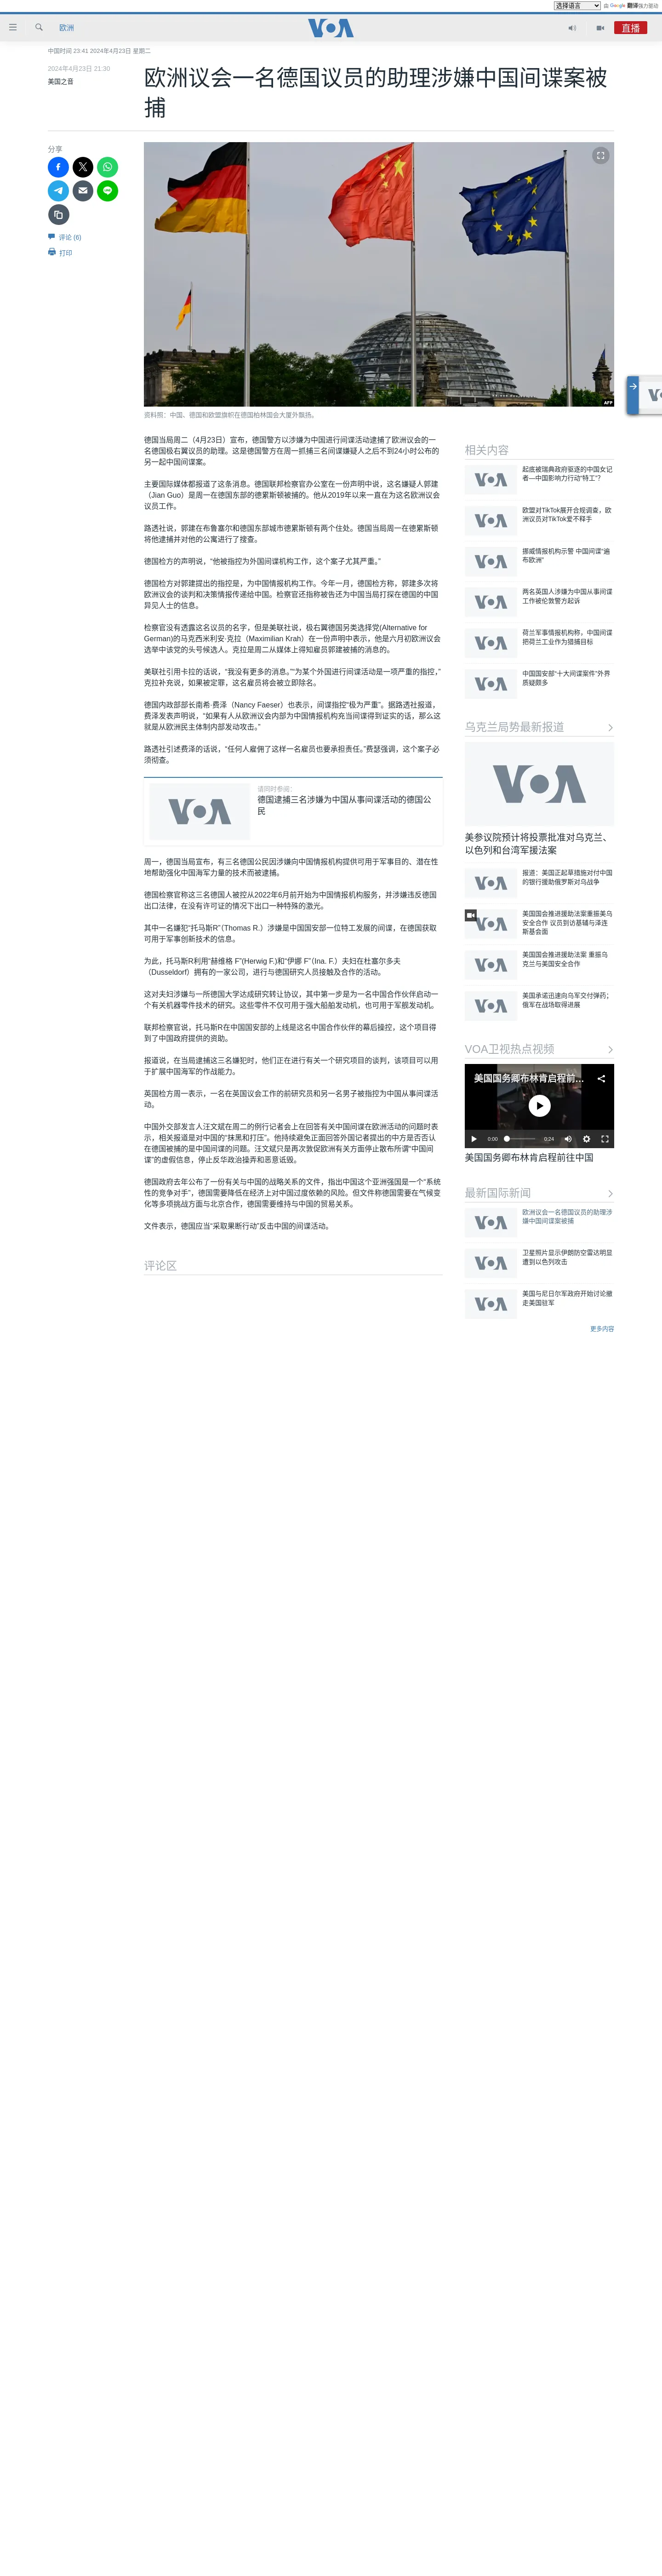 选择语言
由 Google 翻译强力驱动
欧洲
VOA
直播
中国时间 23:41 2024年4月23日 星期二
2024年4月23日 21:30
美国之音
欧洲议会一名德国议员的助理涉嫌中国间谍案被
捕
分享
评论 (6)
打印
AFP
资料照：中国、德国和欧盟旗帜在德国柏林国会大厦外飘扬。
德国当局周二（4月23日）宣布，德国警方以涉嫌为中国进行间谍活动逮捕了欧洲议会的一
名德国极右翼议员的助理。这是德国警方在周一抓捕三名间谍嫌疑人之后不到24小时公布的
另一起中国间谍案。
主要国际媒体都报道了这条消息。德国联邦检察官办公室在一份声明中说，这名嫌疑人郭建
（Jian Guo）是周一在德国东部的德累斯顿被捕的。他从2019年以来一直在为这名欧洲议会
议员工作。
路透社说，郭建在布鲁塞尔和德国东部城市德累斯顿有两个住处。德国当局周一在德累斯顿
将他逮捕并对他的公寓进行了搜查。
德国检方的声明说，“他被指控为外国间谍机构工作，这个案子尤其严重。”
德国检方对郭建提出的指控是，为中国情报机构工作。今年一月，德国检方称，郭建多次将
欧洲议会的谈判和决策情报传递给中国。检察官还指称被告还为中国当局打探在德国的中国
异见人士的信息。
检察官没有透露这名议员的名字，但是美联社说，极右翼德国另类选择党(Alternative for
German)的马克西米利安·克拉（Maximilian Krah）在一份声明中表示，他是六月初欧洲议会
选举中该党的头号候选人。克拉是周二从媒体上得知雇员郭建被捕的消息的。
美联社引用卡拉的话说，“我没有更多的消息。”“为某个外国进行间谍活动是一项严重的指控，”
克拉补充说，如果被定罪，这名雇员将会被立即除名。
德国内政部部长南希·费泽（Nancy Faeser）也表示，间谍指控“极为严重”。据路透社报道，
费泽发表声明说，“如果有人从欧洲议会内部为中国情报机构充当间谍得到证实的话，那么这
就是从欧洲民主体制内部发动攻击。”
路透社引述费泽的话说，“任何人雇佣了这样一名雇员也要承担责任。”费瑟强调，这个案子必
须彻查。
请同时参阅：
德国逮捕三名涉嫌为中国从事间谍活动的德国公
民
周一，德国当局宣布，有三名德国公民因涉嫌向中国情报机构提供可用于军事目的、潜在性
地帮助强化中国海军力量的技术而被逮捕。
德国检察官称这三名德国人被控从2022年6月前开始为中国情报机构服务，并涉嫌违反德国
出口法律，在没有许可证的情况下出口一种特殊的激光。
其中一名嫌犯“托马斯R”（Thomas R.）涉嫌是中国国安部一位特工发展的间谍，在德国获取
可用于军事创新技术的信息。
为此，托马斯R利用“赫维格 F”(Herwig F.)和“伊娜 F”（Ina. F.）夫妇在杜塞尔多夫
（Dusseldorf）拥有的一家公司，进行与德国研究人员接触及合作的活动。
这对夫妇涉嫌与一所德国大学达成研究转让协议，其中第一步是为一名中国合作伙伴启动一
个有关机器零件技术的研究。这些零件不仅可用于强大船舶发动机，也可用于军舰发动机。
联邦检察官说，托马斯R在中国国安部的上线是这名中国合作伙伴的幕后操控，这个项目得
到了中国政府提供的资助。
报道说，在当局逮捕这三名嫌犯时，他们正在进行有关一个研究项目的谈判，该项目可以用
于扩展中国海军的作战能力。
英国检方周一表示，一名在英国议会工作的前研究员和另一名男子被指控为中国从事间谍活
动。
中国外交部发言人汪文斌在周二的例行记者会上在回答有关中国间谍在欧洲活动的问题时表
示，相关报道是对中国的“抹黑和打压”。他持续避免正面回答外国记者提出的中方是否否认
在德国被捕的是中国间谍的问题。汪文斌只是再次敦促欧洲有关方面停止散布所谓“中国间
谍”的虚假信息，停止反华政治操弄和恶意诋毁。
德国政府去年公布了一份有关与中国的战略关系的文件，指出中国这个亚洲强国是一个“系统
性的竞争对手”，德国需要降低在经济上对中国过度依赖的风险。但文件称德国需要在气候变
化等多项挑战方面与北京合作，德国需要维持与中国的贸易关系。
文件表示，德国应当“采取果断行动”反击中国的间谍活动。
评论区
相关内容
起底被瑞典政府驱逐的中国女记
者—中国影响力行动“特工”？
欧盟对TikTok展开合规调查，欧
洲议员对TikTok爱不释手
挪威情报机构示警 中国间谍“遍
布欧洲”
两名英国人涉嫌为中国从事间谍
工作被伦敦警方起诉
荷兰军事情报机构称，中国间谍
把荷兰工业作为猎捕目标
中国国安部“十大间谍案件”外界
质疑颇多
乌克兰局势最新报道
美参议院预计将投票批准对乌克兰、
以色列和台湾军援法案
报道：美国正起草措施对付中国
的银行援助俄罗斯对乌战争
美国国会推进援助法案重振美乌
安全合作 议员到访基辅与泽连
斯基会面
美国国会推进援助法案 重振乌
克兰与美国安全合作
美国承诺迅速向乌军交付弹药；
俄军在战场取得进展
VOA卫视热点视频
美国国务卿布林肯启程前…
0:00
0:24
美国国务卿布林肯启程前往中国
最新国际新闻
欧洲议会一名德国议员的助理涉
嫌中国间谍案被捕
卫星照片显示伊朗防空雷达明显
遭到以色列攻击
美国与尼日尔军政府开始讨论撤
走美国驻军
更多内容